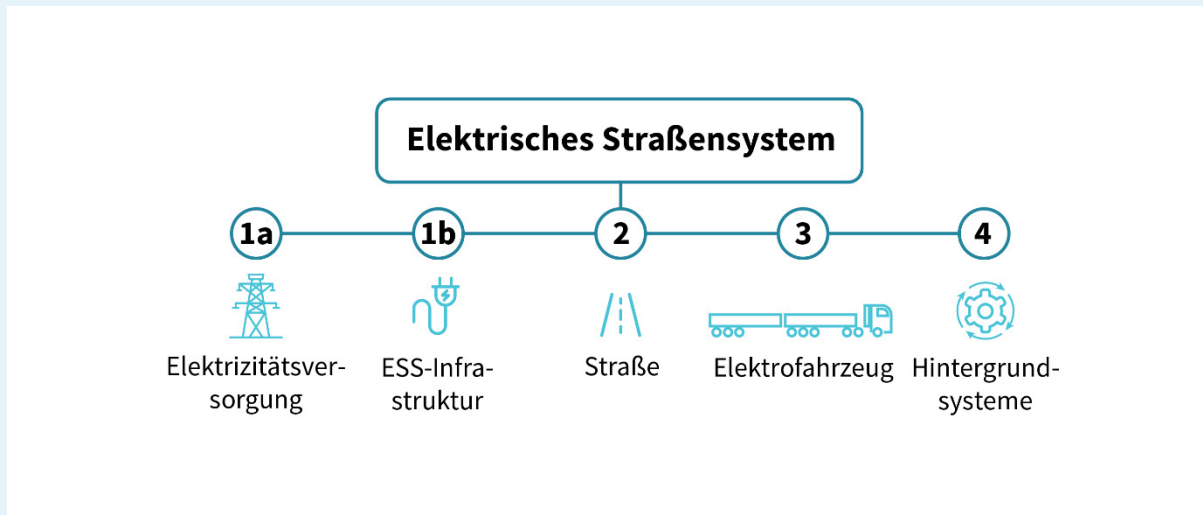 Elektrisches Straßensystem
1a 1b 2 3 4
Elektrizitätsver-
sorgung
ESS-Infra-
struktur
Straße
Elektrofahrzeug
Hintergrund-
systeme